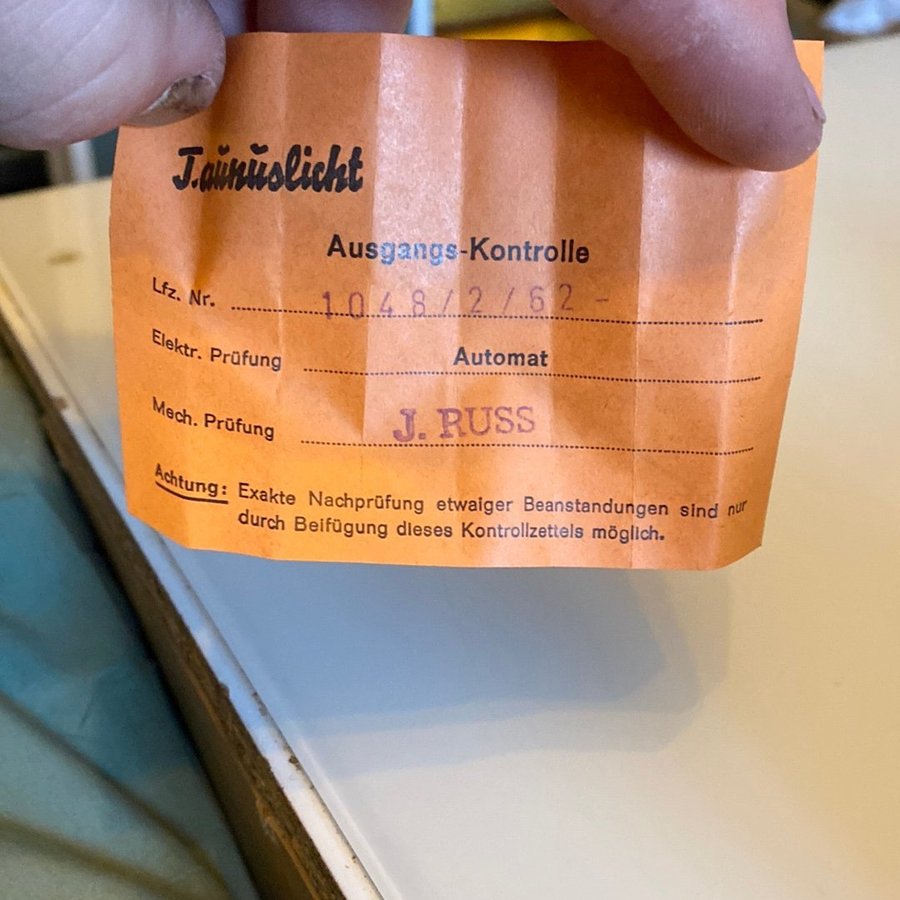 Taunuslicht
Ausgangs-Kontrolle
Lfz. Nr. 1048/2/62-
Elektr. Prüfung Automat
Mech. Prüfung J. RUSS
Achtung: Exakte Nachprüfung etwaiger Beanstandungen sind nur
durch Beifügung dieses Kontrollzettels möglich.